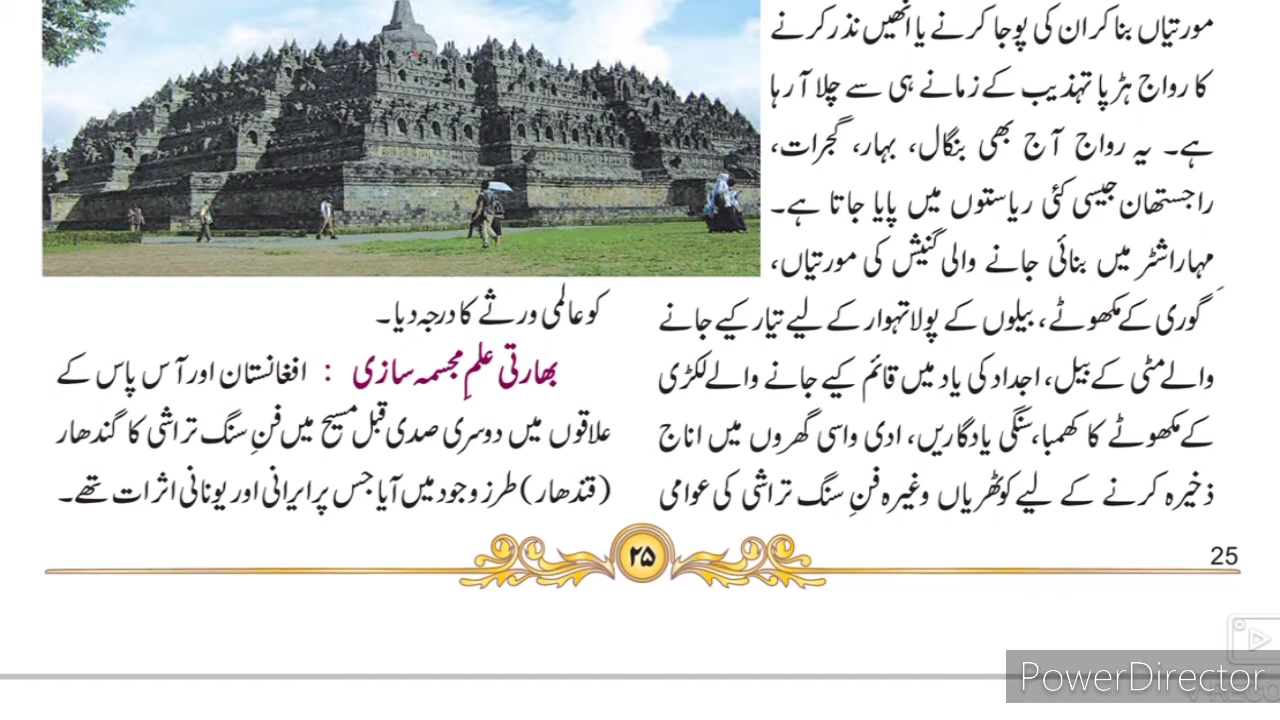 مورتیاں بنا کر ان کی پوجا کرنے یا انھیں نذر کرنے
کا رواج ہڑپا تہذیب کے زمانے ہی سے چلا آ رہا
ہے۔ یہ رواج آج بھی بنگال، بہار، گجرات،
راجستھان جیسی کئی ریاستوں میں پایا جاتا ہے۔
مہاراشٹر میں بنائی جانے والی گنیش کی مورتیاں،
گوری کے مکھوٹے، بیلوں کے پولا تہوار کے لیے تیار کیے جانے
والے مٹی کے بیل، اجداد کی یاد میں قائم کیے جانے والے لکڑی
کے مکھوٹے کا کھمبا، سنگی یادگاریں، ادی واسی گھروں میں اناج
ذخیرہ کرنے کے لیے کوٹھریاں وغیرہ فنِ سنگ تراشی کی عوامی
کو عالمی ورثے کا درجہ دیا۔
بھارتی علمِ مجسمہ سازی : افغانستان اور آس پاس کے
علاقوں میں دوسری صدی قبل مسیح میں فنِ سنگ تراشی کا گندھار
(قندھار) طرز وجود میں آیا جس پر ایرانی اور یونانی اثرات تھے۔
۲۵
25
PowerDirector